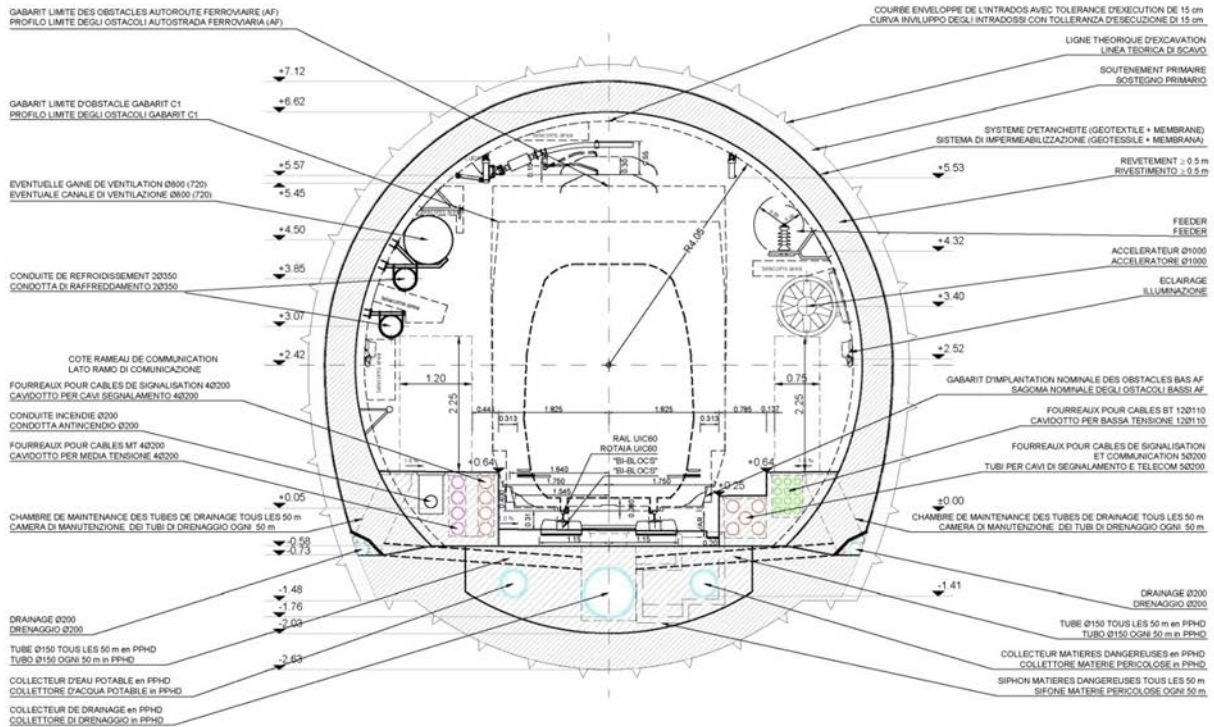 GABARIT LIMITE DES OBSTACLES AUTOROUTE FERROVIAIRE (AF)
PROFILO LIMITE DEGLI OSTACOLI AUTOSTRADA FERROVIARIA (AF)
COURBE ENVELOPPE DE L'INTRADOS AVEC TOLERANCE D'EXECUTION DE 15 cm
CURVA INVILUPPO DEGLI INTRADOSSI CON TOLLERANZA D'ESECUZIONE DI 15 cm
LIGNE THEORIQUE D'EXCAVATION
LINEA TEORICA DI SCAVO
SOUTENEMENT PRIMAIRE
SOSTEGNO PRIMARIO
+7.12
GABARIT LIMITE D'OBSTACLE GABARIT C1
PROFILO LIMITE DEGLI OSTACOLI GABARIT C1
+6.62
SYSTEME D'ETANCHEITE (GEOTEXTILE + MEMBRANE)
SISTEMA DI IMPERMEABILIZZAZIONE (GEOTESSILE + MEMBRANA)
REVETEMENT ≥ 0.5 m
RIVESTIMENTO ≥ 0.5 m
+5.57
+5.53
0.30
EVENTUELLE GAINE DE VENTILATION Ø800 (720)
EVENTUALE CANALE DI VENTILAZIONE Ø800 (720)
+5.45
FEEDER
FEEDER
+4.50
R4.05
+4.32
ACCELERATEUR Ø1000
ACCELERATORE Ø1000
CONDUITE DE REFROIDISSEMENT 2Ø350
CONDOTTA DI RAFFREDDAMENTO 2Ø350
+3.85
ECLAIRAGE
ILLUMINAZIONE
+3.40
+3.07
COTE RAMEAU DE COMMUNICATION
LATO RAMO DI COMUNICAZIONE
+2.42
+2.52
FOURREAUX POUR CABLES DE SIGNALISATION 4Ø200
CAVIDOTTO PER CAVI SEGNALAMENTO 4Ø200
1.20
2.25
0.75
2.25
GABARIT D'IMPLANTATION NOMINALE DES OBSTACLES BAS AF
SAGOMA NOMINALE DEGLI OSTACOLI BASSI AF
0.44
1.825
1.825
0.785
0.137
0.313
0.313
CONDUITE INCENDIE Ø200
CONDOTTA ANTINCENDIO Ø200
FOURREAUX POUR CABLES BT 12Ø110
CAVIDOTTO PER BASSA TENSIONE 12Ø110
RAIL UIC60
ROTAIA UIC60
"BI-BLOCS"
"BI-BLOCS"
FOURREAUX POUR CABLES MT 4Ø200
CAVIDOTTO PER MEDIA TENSIONE 4Ø200
FOURREAUX POUR CABLES DE SIGNALISATION
ET COMMUNICATION 5Ø200
TUBI PER CAVI DI SEGNALAMENTO E TELECOM 5Ø200
+0.64
+0.64
1.640
1.750
1.750
1.545
+0.25
+0.05
±0.00
CHAMBRE DE MAINTENANCE DES TUBES DE DRAINAGE TOUS LES 50 m
CAMERA DI MANUTENZIONE DEI TUBI DI DRENAGGIO OGNI 50 m
CHAMBRE DE MAINTENANCE DES TUBES DE DRAINAGE TOUS LES 50 m
CAMERA DI MANUTENZIONE DEI TUBI DI DRENAGGIO OGNI 50 m
1.15
1.15
-0.58
-0.73
-1.48
-1.41
DRAINAGE Ø200
DRENAGGIO Ø200
DRAINAGE Ø200
DRENAGGIO Ø200
-1.76
-2.03
TUBE Ø150 TOUS LES 50 m en PPHD
TUBO Ø150 OGNI 50 m in PPHD
TUBE Ø150 TOUS LES 50 m en PPHD
TUBO Ø150 OGNI 50 m in PPHD
-2.63
COLLECTEUR D'EAU POTABLE en PPHD
COLLETTORE D'ACQUA POTABILE in PPHD
COLLECTEUR MATIERES DANGEREUSES en PPHD
COLLETTORE MATERIE PERICOLOSE in PPHD
SIPHON MATIERES DANGEREUSES TOUS LES 50 m
SIFONE MATERIE PERICOLOSE OGNI 50 m
COLLECTEUR DE DRAINAGE en PPHD
COLLETTORE DI DRENAGGIO in PPHD